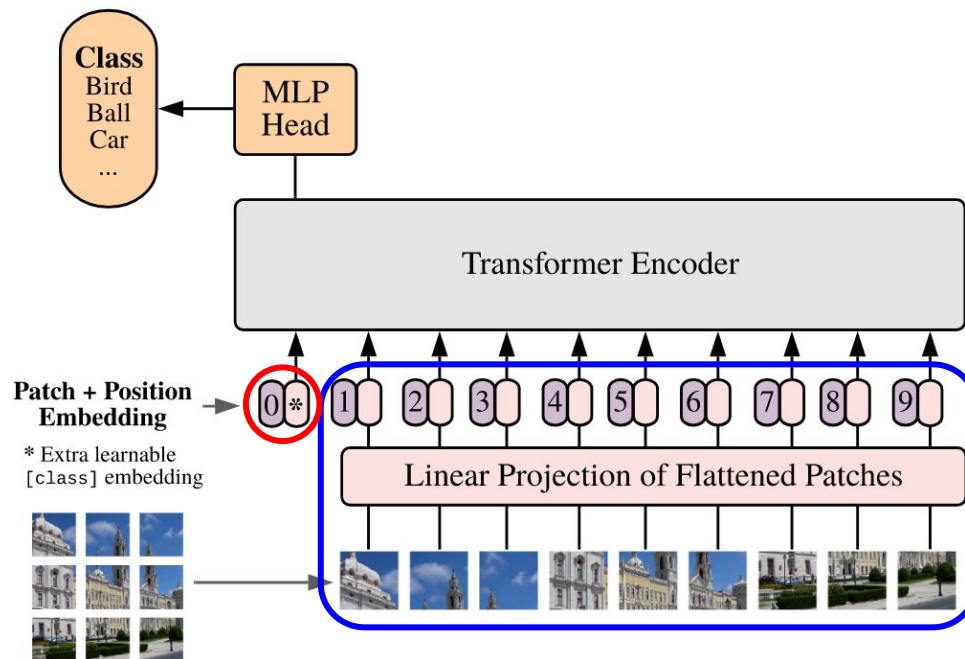 Class
Bird
Ball
Car
...
MLP
Head
Transformer Encoder
Patch + Position
Embedding
0 * 1 2 3 4 5 6 7 8 9
* Extra learnable
[class] embedding
Linear Projection of Flattened Patches